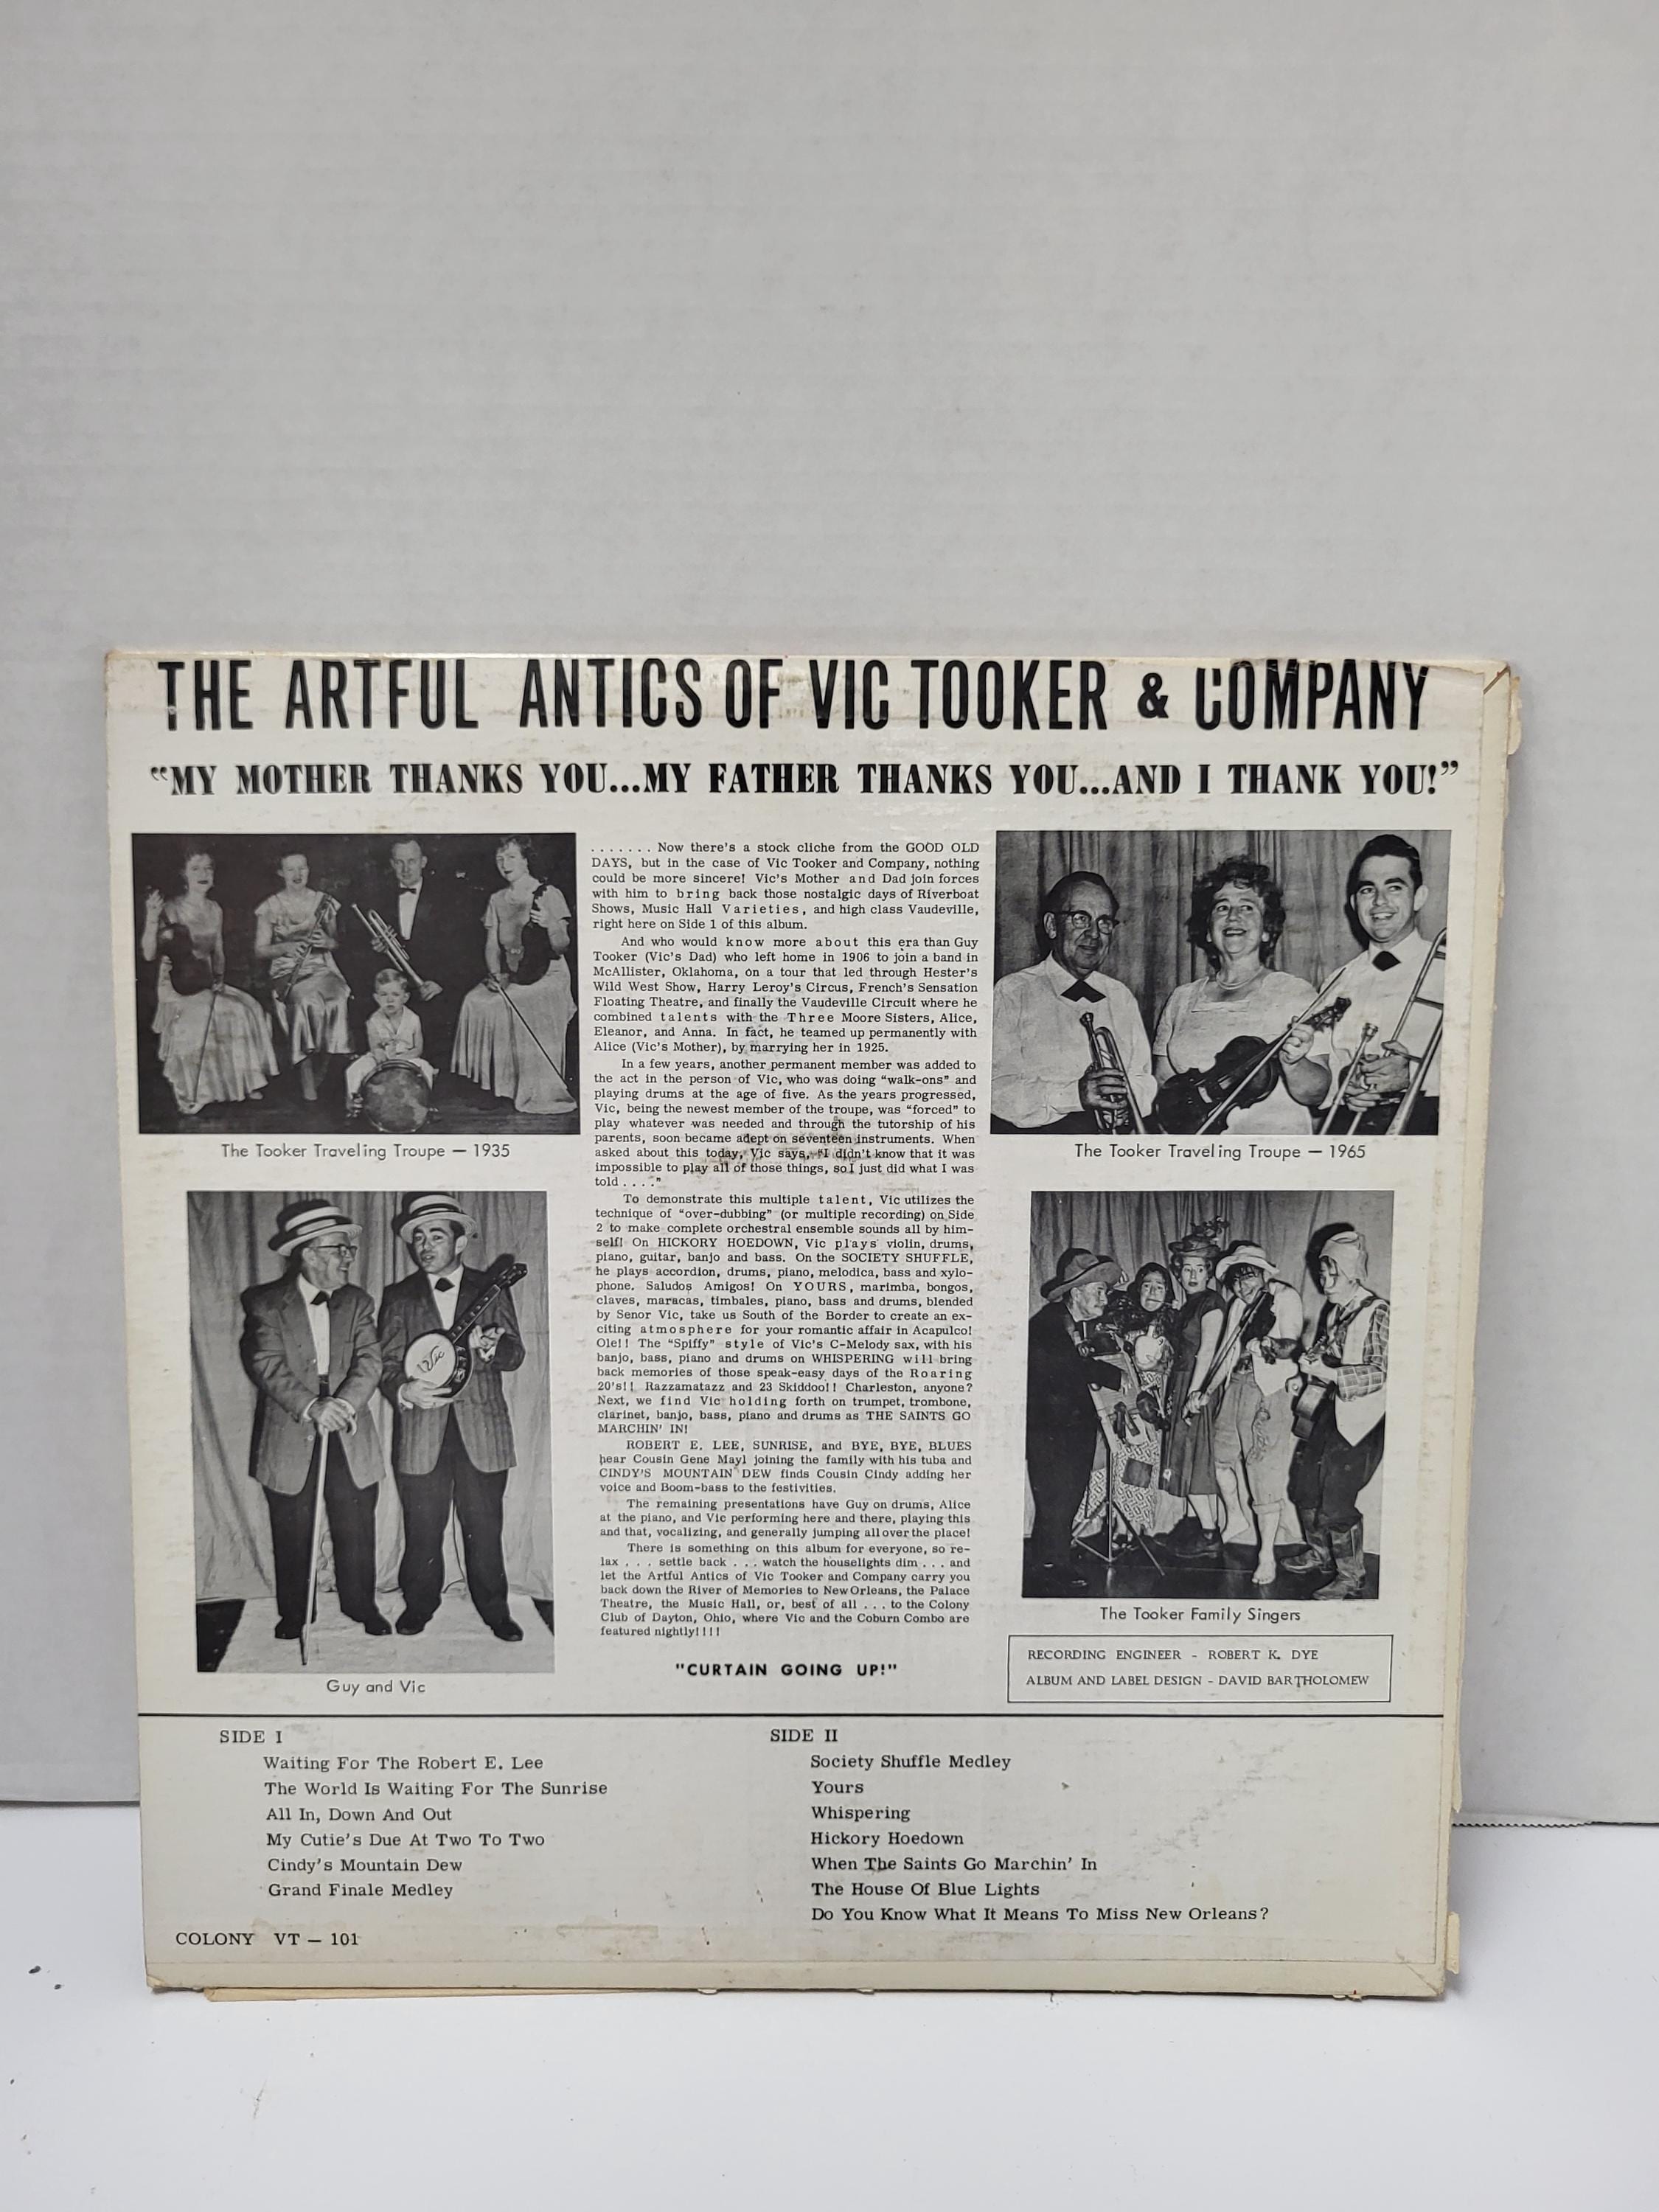 THE ARTFUL ANTICS OF VIC TOOKER & COMPANY
“MY MOTHER THANKS YOU...MY FATHER THANKS YOU...AND I THANK YOU!”
The Tooker Traveling Troupe — 1935
Guy and Vic
. . . . . . . Now there's a stock cliche from the GOOD OLD
DAYS, but in the case of Vic Tooker and Company, nothing
could be more sincere! Vic's Mother and Dad join forces
with him to bring back those nostalgic days of Riverboat
Shows, Music Hall Varieties, and high class Vaudeville,
right here on Side 1 of this album.
And who would know more about this era than Guy
Tooker (Vic's Dad) who left home in 1906 to join a band in
McAllister, Oklahoma, on a tour that led through Hester's
Wild West Show, Harry Leroy's Circus, French's Sensation
Floating Theatre, and finally the Vaudeville Circuit where he
combined talents with the Three Moore Sisters, Alice,
Eleanor, and Anna. In fact, he teamed up permanently with
Alice (Vic's Mother), by marrying her in 1925.
In a few years, another permanent member was added to
the act in the person of Vic, who was doing “walk-ons” and
playing drums at the age of five. As the years progressed,
Vic, being the newest member of the troupe, was “forced” to
play whatever was needed and through the tutorship of his
parents, soon became adept on seventeen instruments. When
asked about this today, Vic says, “I didn't know that it was
impossible to play all of those things, so I just did what I was
told . . . .”
To demonstrate this multiple talent, Vic utilizes the
technique of “over-dubbing” (or multiple recording) on Side
2 to make complete orchestral ensemble sounds all by him-
self! On HICKORY HOEDOWN, Vic plays violin, drums,
piano, guitar, banjo and bass. On the SOCIETY SHUFFLE,
he plays accordion, drums, piano, melodica, bass and xylo-
phone. Saludos Amigos! On YOURS, marimba, bongos,
claves, maracas, timbales, piano, bass and drums, blended
by Senor Vic, take us South of the Border to create an ex-
citing atmosphere for your romantic affair in Acapulco!
Ole!! The “Spiffy” style of Vic's C-Melody sax, with his
banjo, bass, piano and drums on WHISPERING will bring
back memories of those speak-easy days of the Roaring
20's!! Razzamatazz and 23 Skiddoo!! Charleston, anyone?
Next, we find Vic holding forth on trumpet, trombone,
clarinet, banjo, bass, piano and drums as THE SAINTS GO
MARCHIN' IN!
ROBERT E. LEE, SUNRISE, and BYE, BYE, BLUES
hear Cousin Gene Mayl joining the family with his tuba and
CINDY'S MOUNTAIN DEW finds Cousin Cindy adding her
voice and Boom-bass to the festivities.
The remaining presentations have Guy on drums, Alice
at the piano, and Vic performing here and there, playing this
and that, vocalizing, and generally jumping all over the place!
There is something on this album for everyone, so re-
lax . . . settle back . . . watch the houselights dim . . . and
let the Artful Antics of Vic Tooker and Company carry you
back down the River of Memories to New Orleans, the Palace
Theatre, the Music Hall, or, best of all . . . to the Colony
Club of Dayton, Ohio, where Vic and the Coburn Combo are
featured nightly!!!!
"CURTAIN GOING UP!"
The Tooker Traveling Troupe — 1965
Vic
The Tooker Family Singers
RECORDING ENGINEER - ROBERT K. DYE
ALBUM AND LABEL DESIGN - DAVID BARTHOLOMEW
SIDE I
Waiting For The Robert E. Lee
The World Is Waiting For The Sunrise
All In, Down And Out
My Cutie's Due At Two To Two
Cindy's Mountain Dew
Grand Finale Medley
SIDE II
Society Shuffle Medley
Yours
Whispering
Hickory Hoedown
When The Saints Go Marchin' In
The House Of Blue Lights
Do You Know What It Means To Miss New Orleans?
COLONY VT — 101